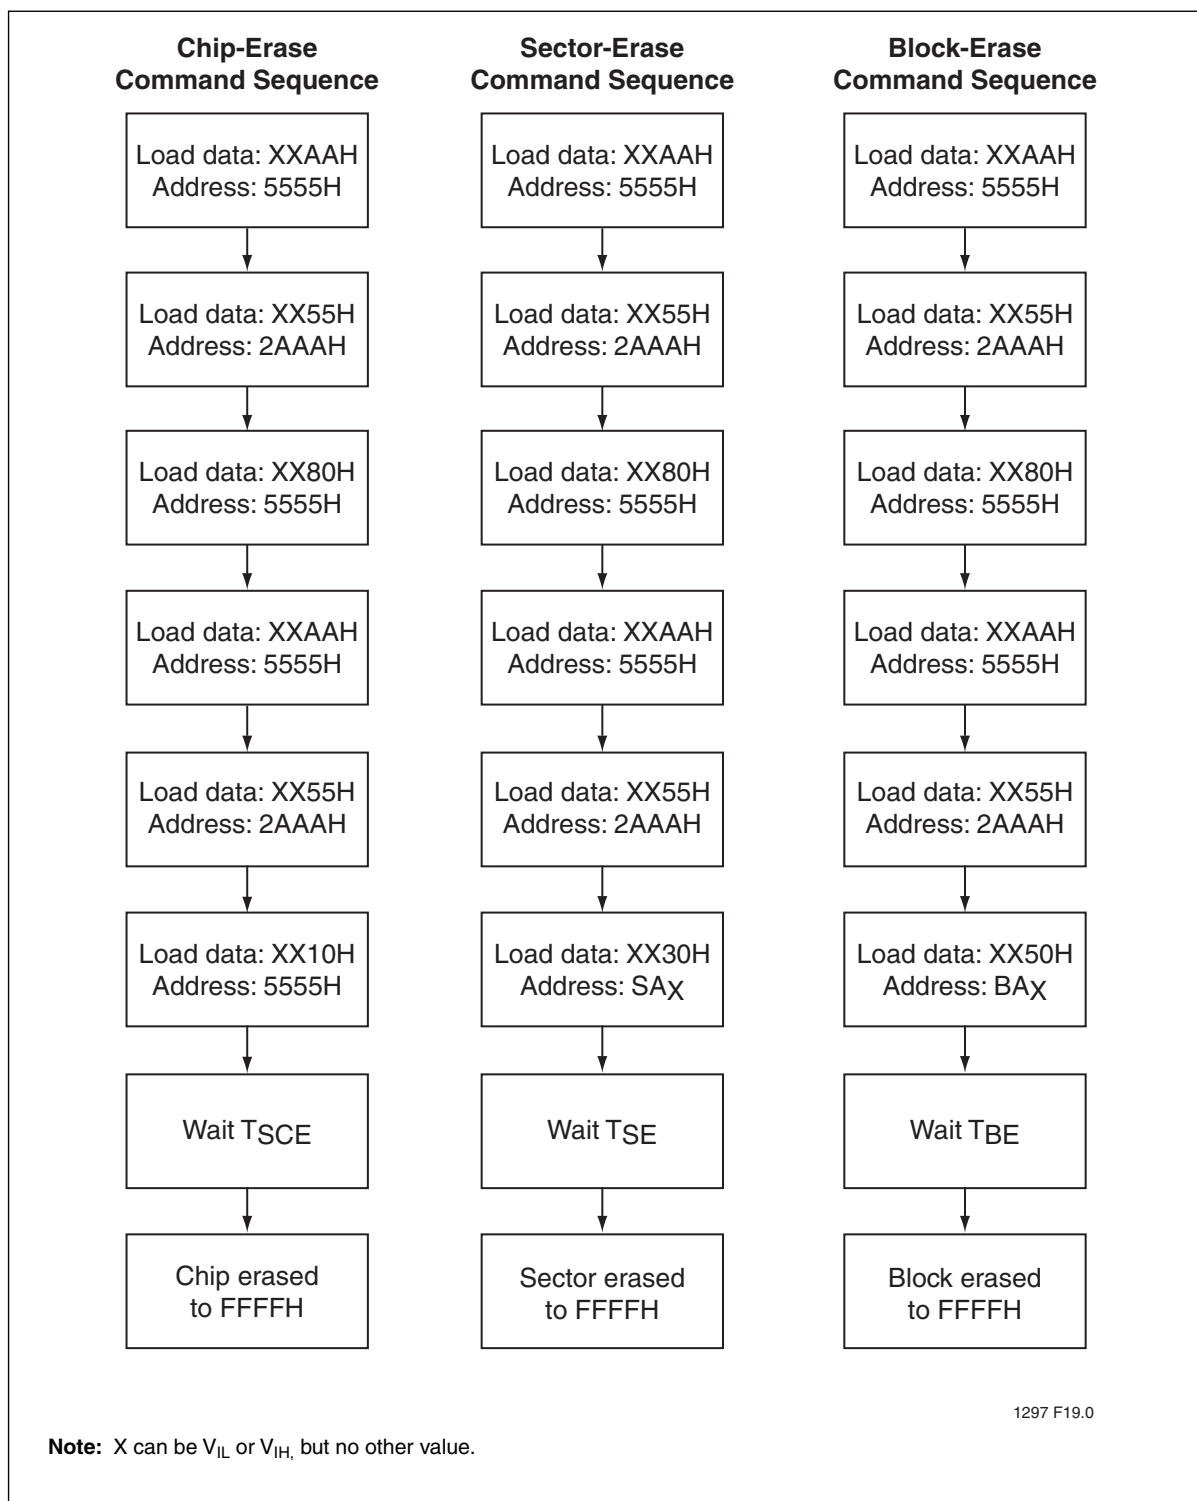 Chip-Erase
Command Sequence
Load data: XXAAH
Address: 5555H
Load data: XX55H
Address: 2AAAH
Load data: XX80H
Address: 5555H
Load data: XXAAH
Address: 5555H
Load data: XX55H
Address: 2AAAH
Load data: XX10H
Address: 5555H
Wait TSCE
Chip erased
to FFFFH
Sector-Erase
Command Sequence
Load data: XXAAH
Address: 5555H
Load data: XX55H
Address: 2AAAH
Load data: XX80H
Address: 5555H
Load data: XXAAH
Address: 5555H
Load data: XX55H
Address: 2AAAH
Load data: XX30H
Address: SAX
Wait TSE
Sector erased
to FFFFH
Block-Erase
Command Sequence
Load data: XXAAH
Address: 5555H
Load data: XX55H
Address: 2AAAH
Load data: XX80H
Address: 5555H
Load data: XXAAH
Address: 5555H
Load data: XX55H
Address: 2AAAH
Load data: XX50H
Address: BAX
Wait TBE
Block erased
to FFFFH
1297 F19.0
Note: X can be VIL or VIH, but no other value.